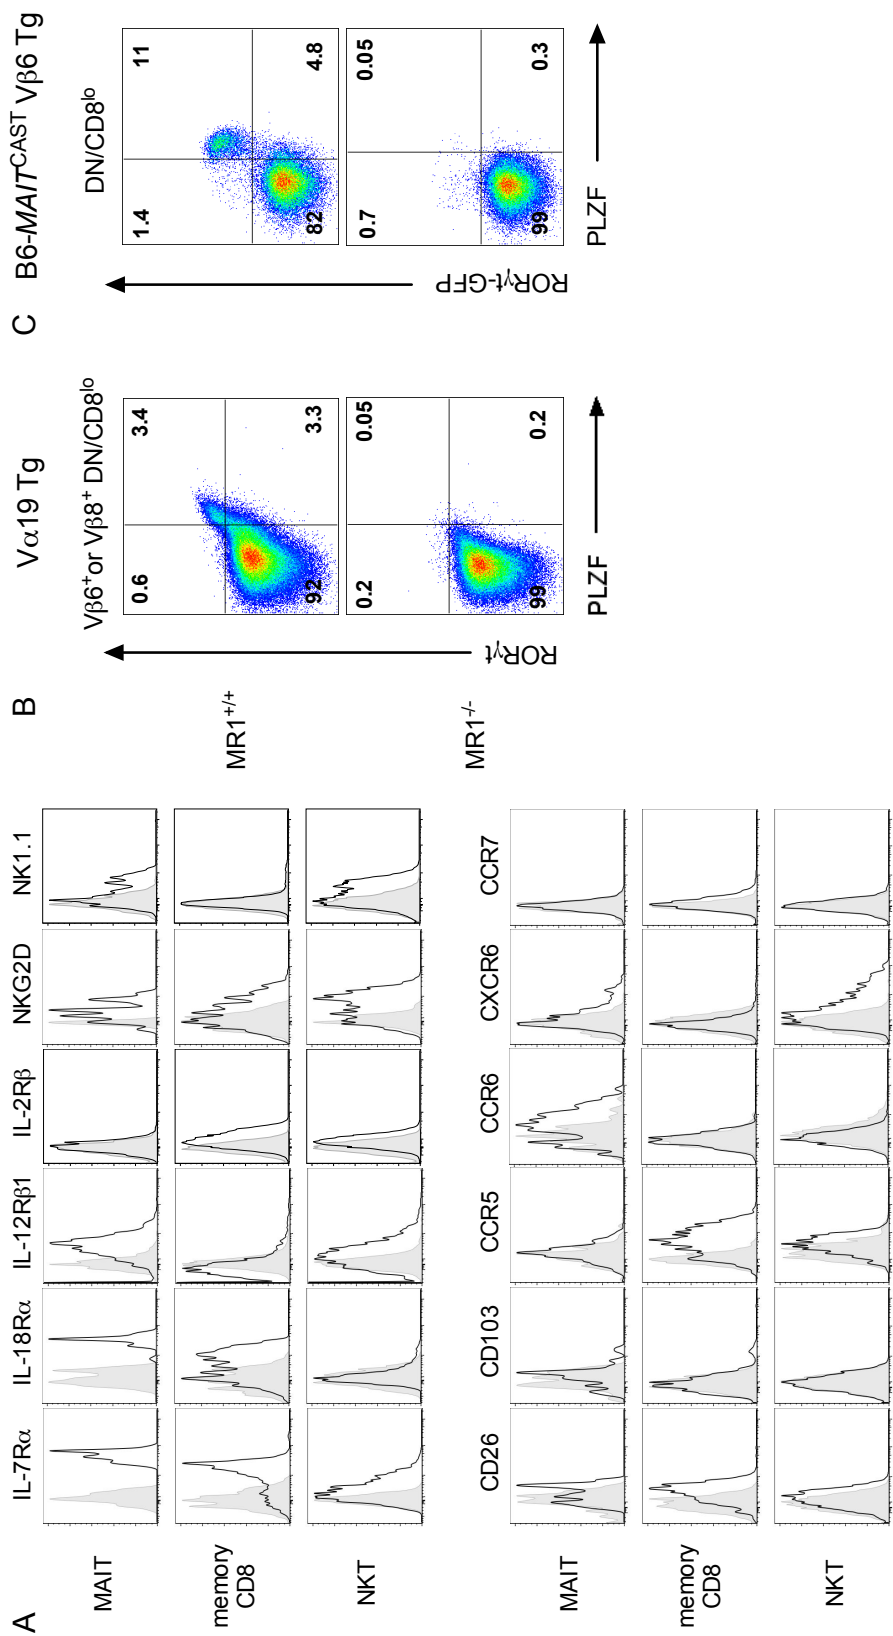 A
IL-7Rα IL-18Rα IL-12Rβ1 IL-2Rβ NKG2D NK1.1
MAIT
memory
CD8
NKT
CD26 CD103 CCR5 CCR6 CXCR6 CCR7
MAIT
memory
CD8
NKT
B
Vα19 Tg
Vβ6⁺or Vβ8⁺ DN/CD8ˡᵒ
MR1⁺/⁺
0.6 3.4
92 3.3
MR1⁻/⁻
0.2 0.05
99 0.2
RORγt
PLZF
C
B6-MAITᶜᴬˢᵀ Vβ6 Tg
DN/CD8ˡᵒ
1.4 11
82 4.8
0.7 0.05
99 0.3
RORγt-GFP
PLZF